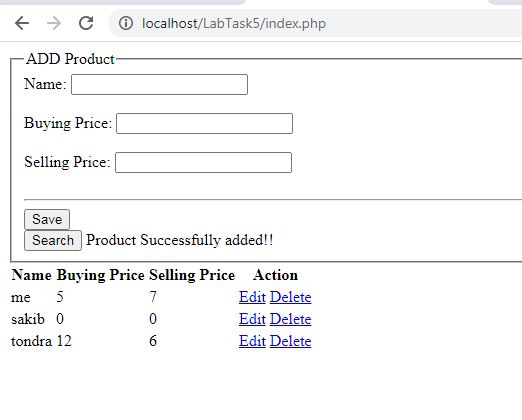 localhost/LabTask5/index.php
ADD Product
Name:
Buying Price:
Selling Price:
Save
Search Product Successfully added!!
Name Buying Price Selling Price Action
me 5 7 Edit Delete
sakib 0 0 Edit Delete
tondra 12 6 Edit Delete